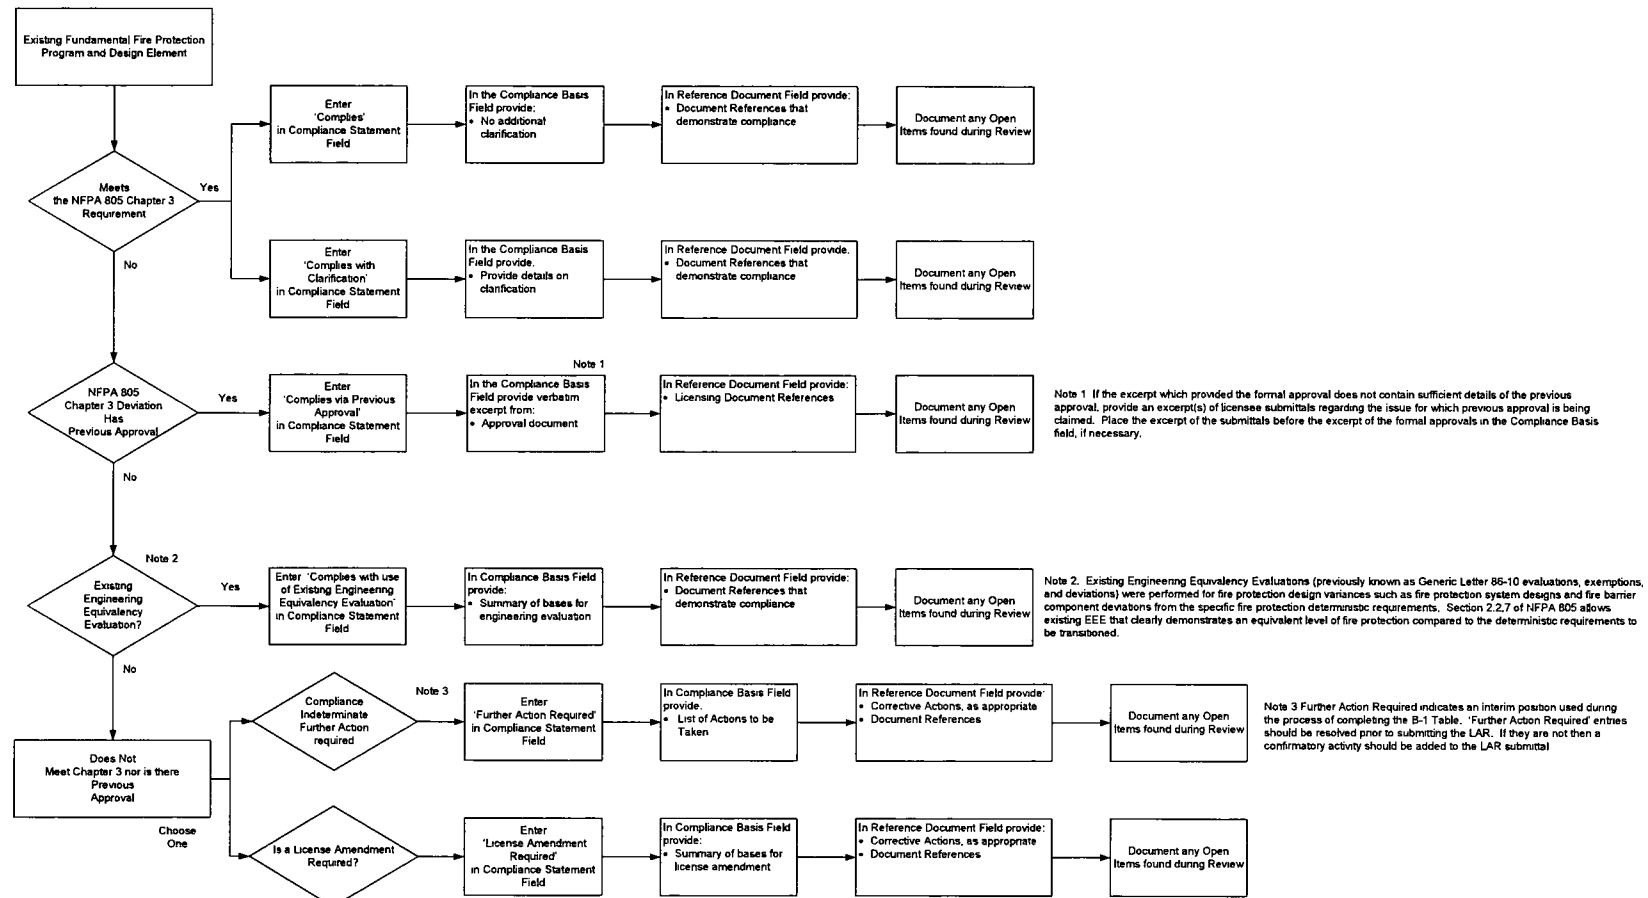 Existing Fundamental Fire Protection
Program and Design Element
Meets
the NFPA 805 Chapter 3
Requirement
Yes
No
Enter
'Complies'
in Compliance Statement
Field
In the Compliance Basis
Field provide:
• No additional
clarification
In Reference Document Field provide:
• Document References that
demonstrate compliance
Document any Open
Items found during Review
Enter
'Complies with
Clarification'
in Compliance Statement
Field
In the Compliance Basis
Field provide.
• Provide details on
clarification
In Reference Document Field provide.
• Document References that
demonstrate compliance
Document any Open
Items found during Review
NFPA 805
Chapter 3 Deviation
Has
Previous Approval
Yes
No
Enter
'Complies via Previous
Approval'
in Compliance Statement
Field
Note 1
In the Compliance Basis
Field provide verbatim
excerpt from:
• Approval document
In Reference Document Field provide:
• Licensing Document References
Document any Open
Items found during Review
Note 1 If the excerpt which provided the formal approval does not contain sufficient details of the previous
approval, provide an excerpt(s) of licensee submittals regarding the issue for which previous approval is being
claimed. Place the excerpt of the submittals before the excerpt of the formal approvals in the Compliance Basis
field, if necessary.
Note 2
Existing
Engineering
Equivalency
Evaluation?
Yes
No
Enter 'Complies with use
of Existing Engineering
Equivalency Evaluation'
in Compliance Statement
Field
In Compliance Basis Field
provide:
• Summary of bases for
engineering evaluation
In Reference Document Field provide:
• Document References that
demonstrate compliance
Document any Open
Items found during Review
Note 2. Existing Engineering Equivalency Evaluations (previously known as Generic Letter 86-10 evaluations, exemptions,
and deviations) were performed for fire protection design variances such as fire protection system designs and fire barrier
component deviations from the specific fire protection deterministic requirements. Section 2.2.7 of NFPA 805 allows
existing EEE that clearly demonstrates an equivalent level of fire protection compared to the deterministic requirements to
be transitioned.
Does Not
Meet Chapter 3 nor is there
Previous
Approval
Choose
One
Compliance
Indeterminate
Further Action
required
Note 3
Enter
'Further Action Required'
in Compliance Statement
Field
In Compliance Basis Field
provide.
• List of Actions to be
Taken
In Reference Document Field provide:
• Corrective Actions, as appropriate
• Document References
Document any Open
Items found during Review
Note 3 Further Action Required indicates an interim position used during
the process of completing the B-1 Table. 'Further Action Required' entries
should be resolved prior to submitting the LAR. If they are not then a
confirmatory activity should be added to the LAR submittal
Is a License Amendment
Required?
Enter
'License Amendment
Required'
in Compliance Statement
Field
In Compliance Basis Field
provide:
• Summary of bases for
license amendment
In Reference Document Field provide:
• Corrective Actions, as appropriate
• Document References
Document any Open
Items found during Review